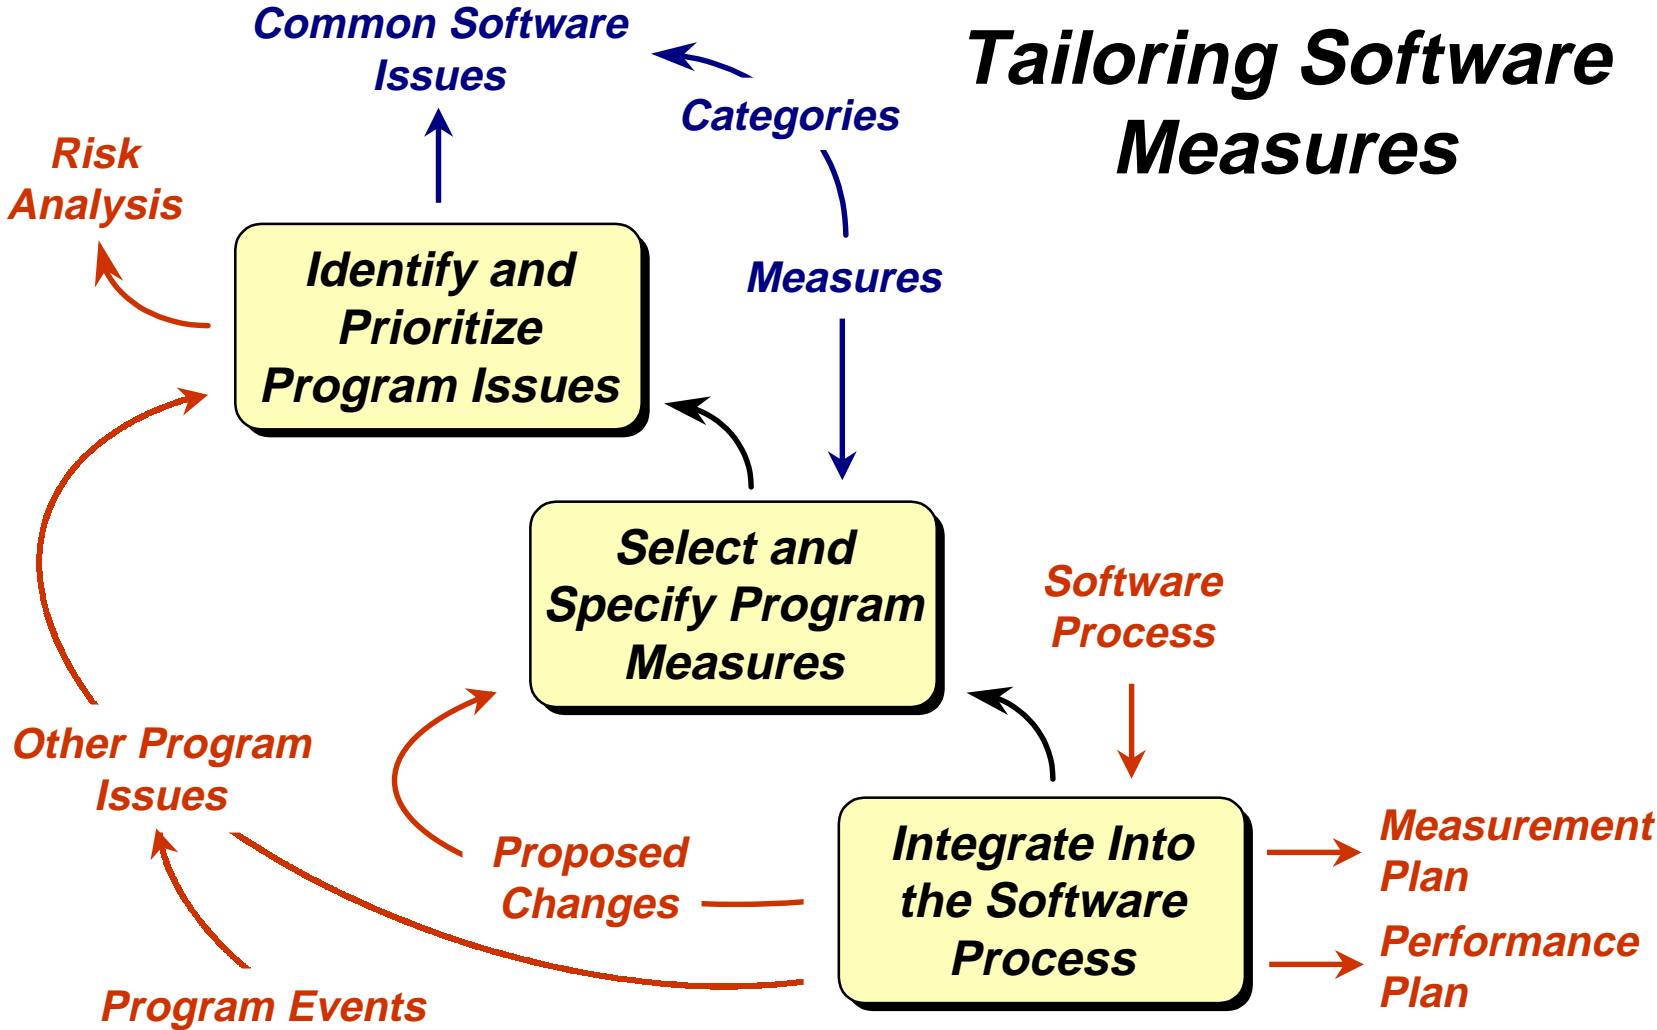 Tailoring Software
Measures
Common Software
Issues
Categories
Measures
Risk
Analysis
Identify and
Prioritize
Program Issues
Select and
Specify Program
Measures
Software
Process
Other Program
Issues
Proposed
Changes
Integrate Into
the Software
Process
Measurement
Plan
Performance
Plan
Program Events